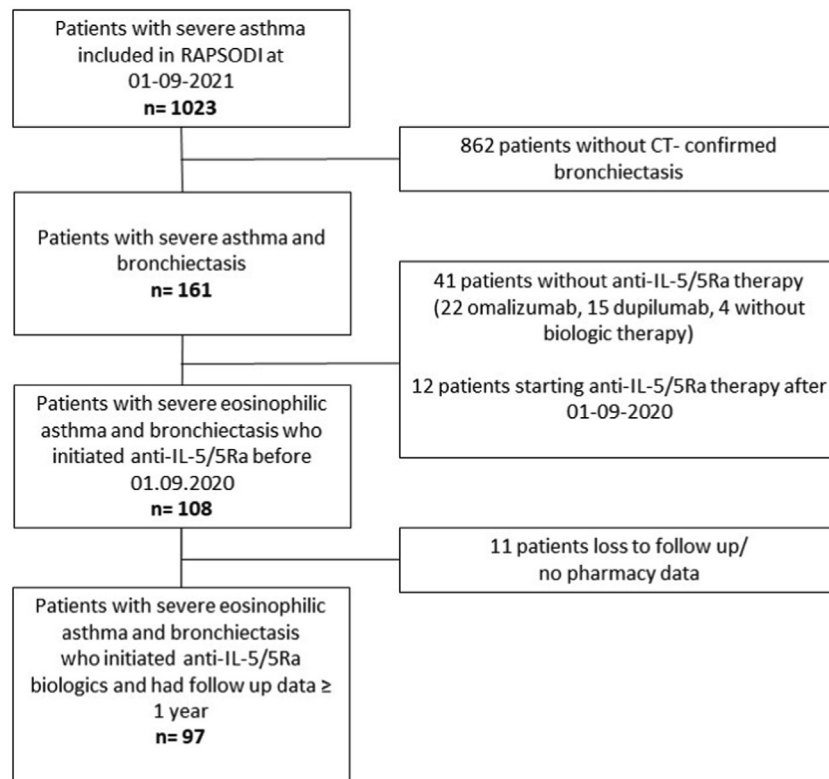 Patients with severe asthma
included in RAPSODI at
01-09-2021
n= 1023
862 patients without CT- confirmed
bronchiectasis
Patients with severe asthma and
bronchiectasis
n= 161
41 patients without anti-IL-5/5Ra therapy
(22 omalizumab, 15 dupilumab, 4 without
biologic therapy)
12 patients starting anti-IL-5/5Ra therapy after
01-09-2020
Patients with severe eosinophilic
asthma and bronchiectasis who
initiated anti-IL-5/5Ra before
01.09.2020
n= 108
11 patients loss to follow up/
no pharmacy data
Patients with severe eosinophilic
asthma and bronchiectasis
who initiated anti-IL-5/5Ra
biologics and had follow up data ≥
1 year
n= 97